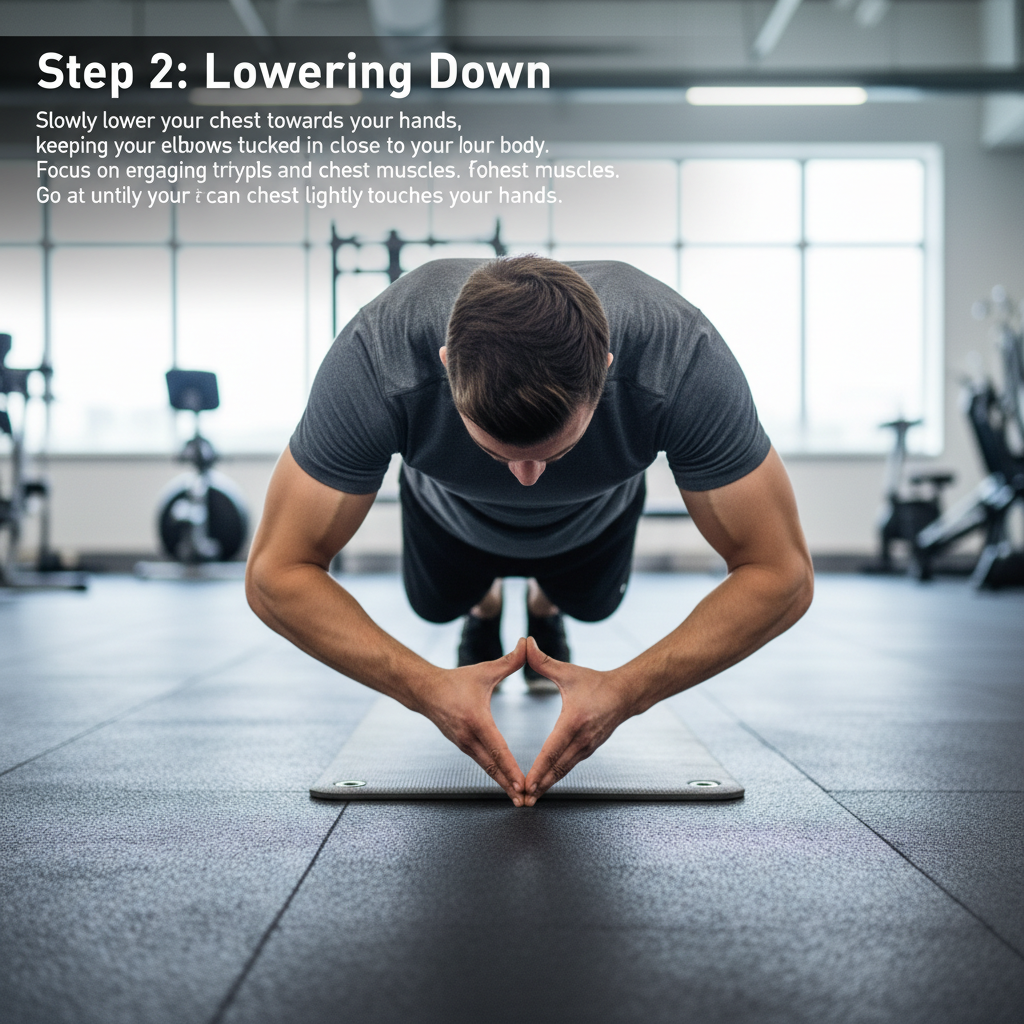 Step 2: Lowering Down
Slowly lower your chest towards your hands,
keeping your elbows tucked in close to your lour body.
Focus on ergaging triypls and chest muscles. fohest muscles.
Go at untily your can chest lightly touches your hands.